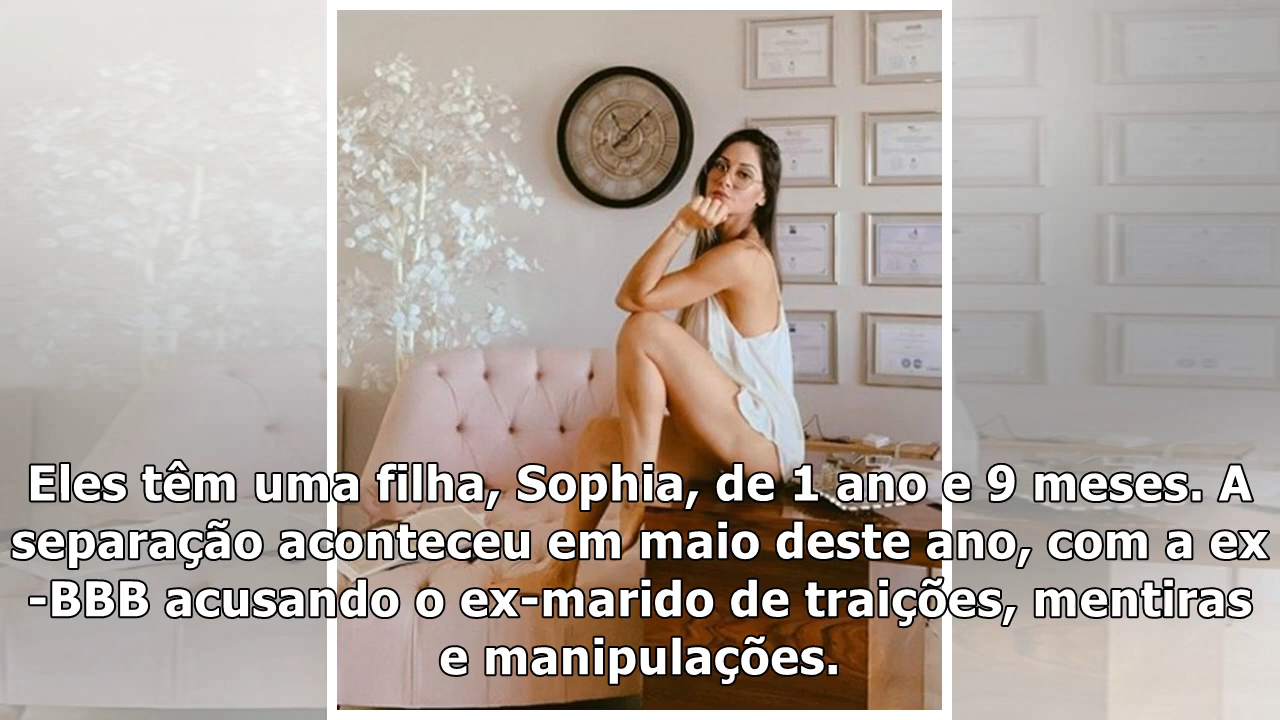 Eles têm uma filha, Sophia, de 1 ano e 9 meses. A
separação aconteceu em maio deste ano, com a ex
-BBB acusando o ex-marido de traições, mentiras
e manipulações.